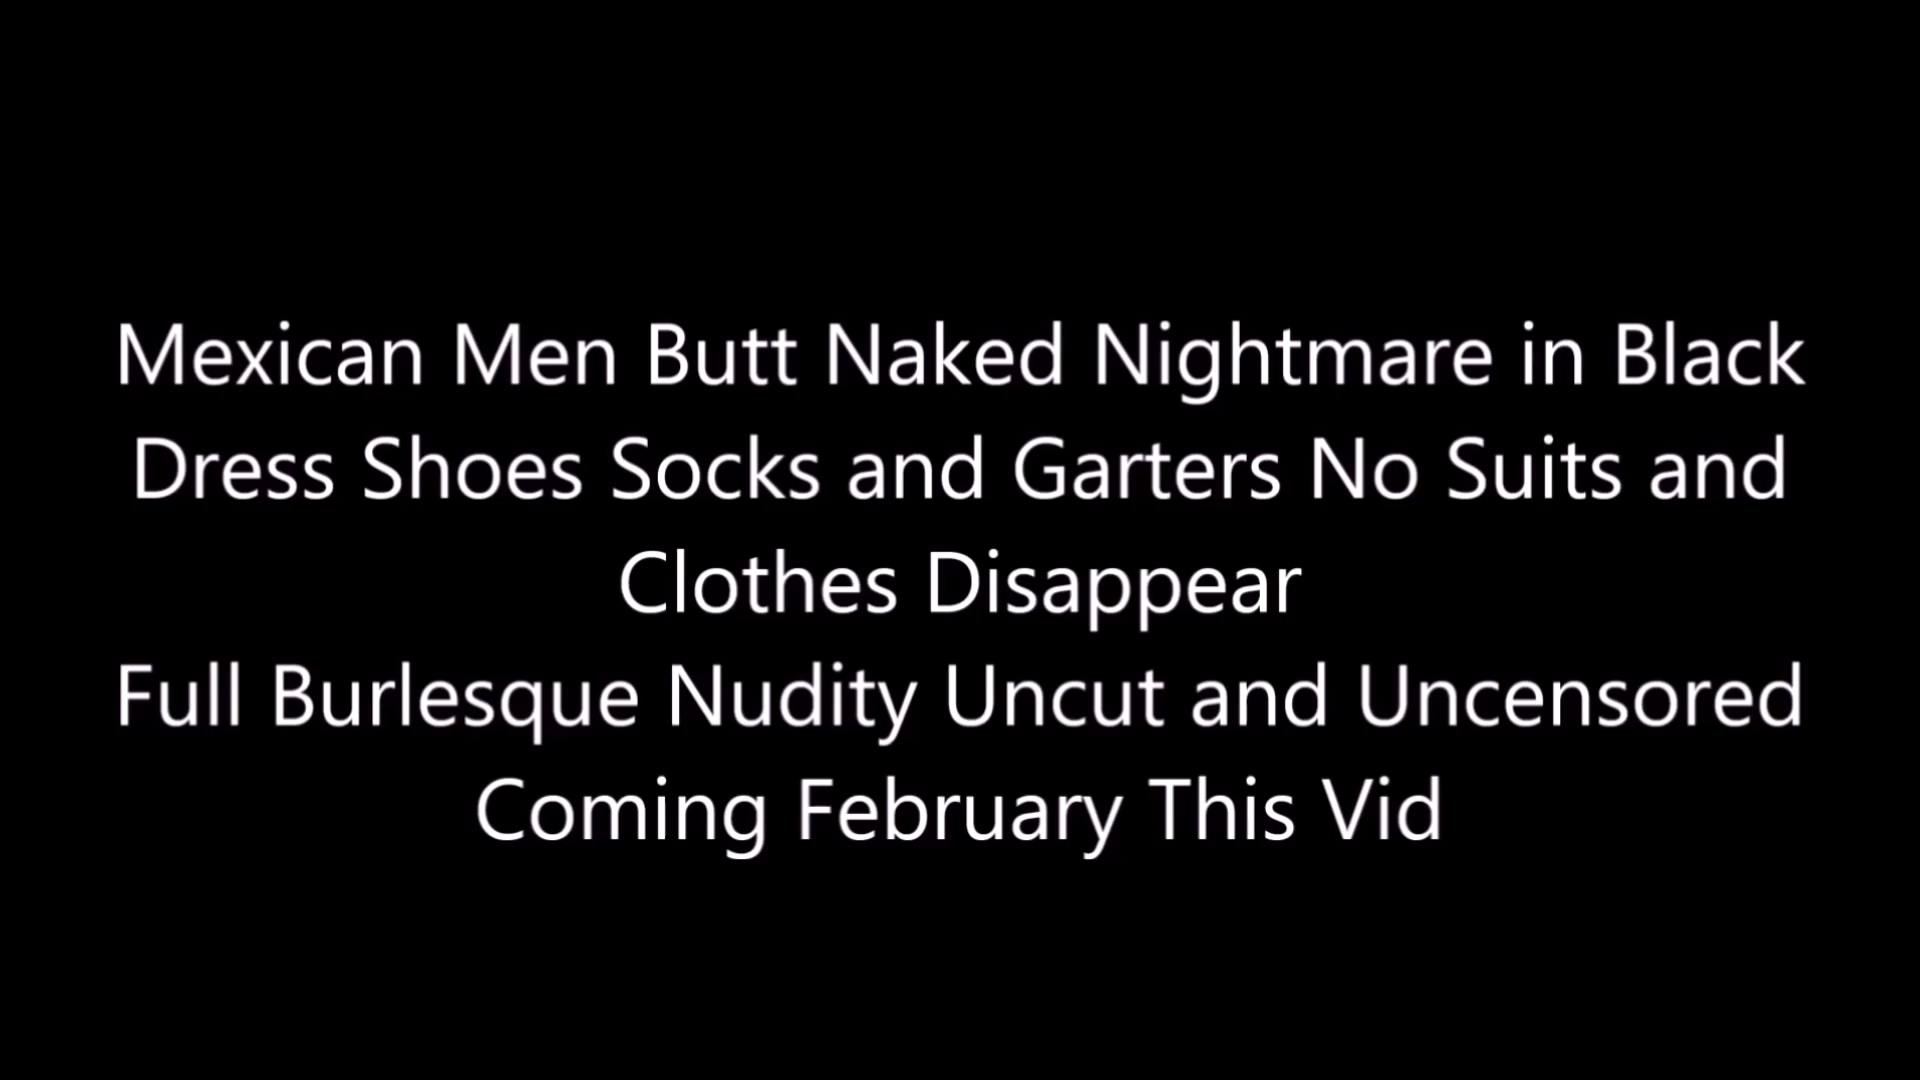 Mexican Men Butt Naked Nightmare in Black
Dress Shoes Socks and Garters No Suits and
Clothes Disappear
Full Burlesque Nudity Uncut and Uncensored
Coming February This Vid